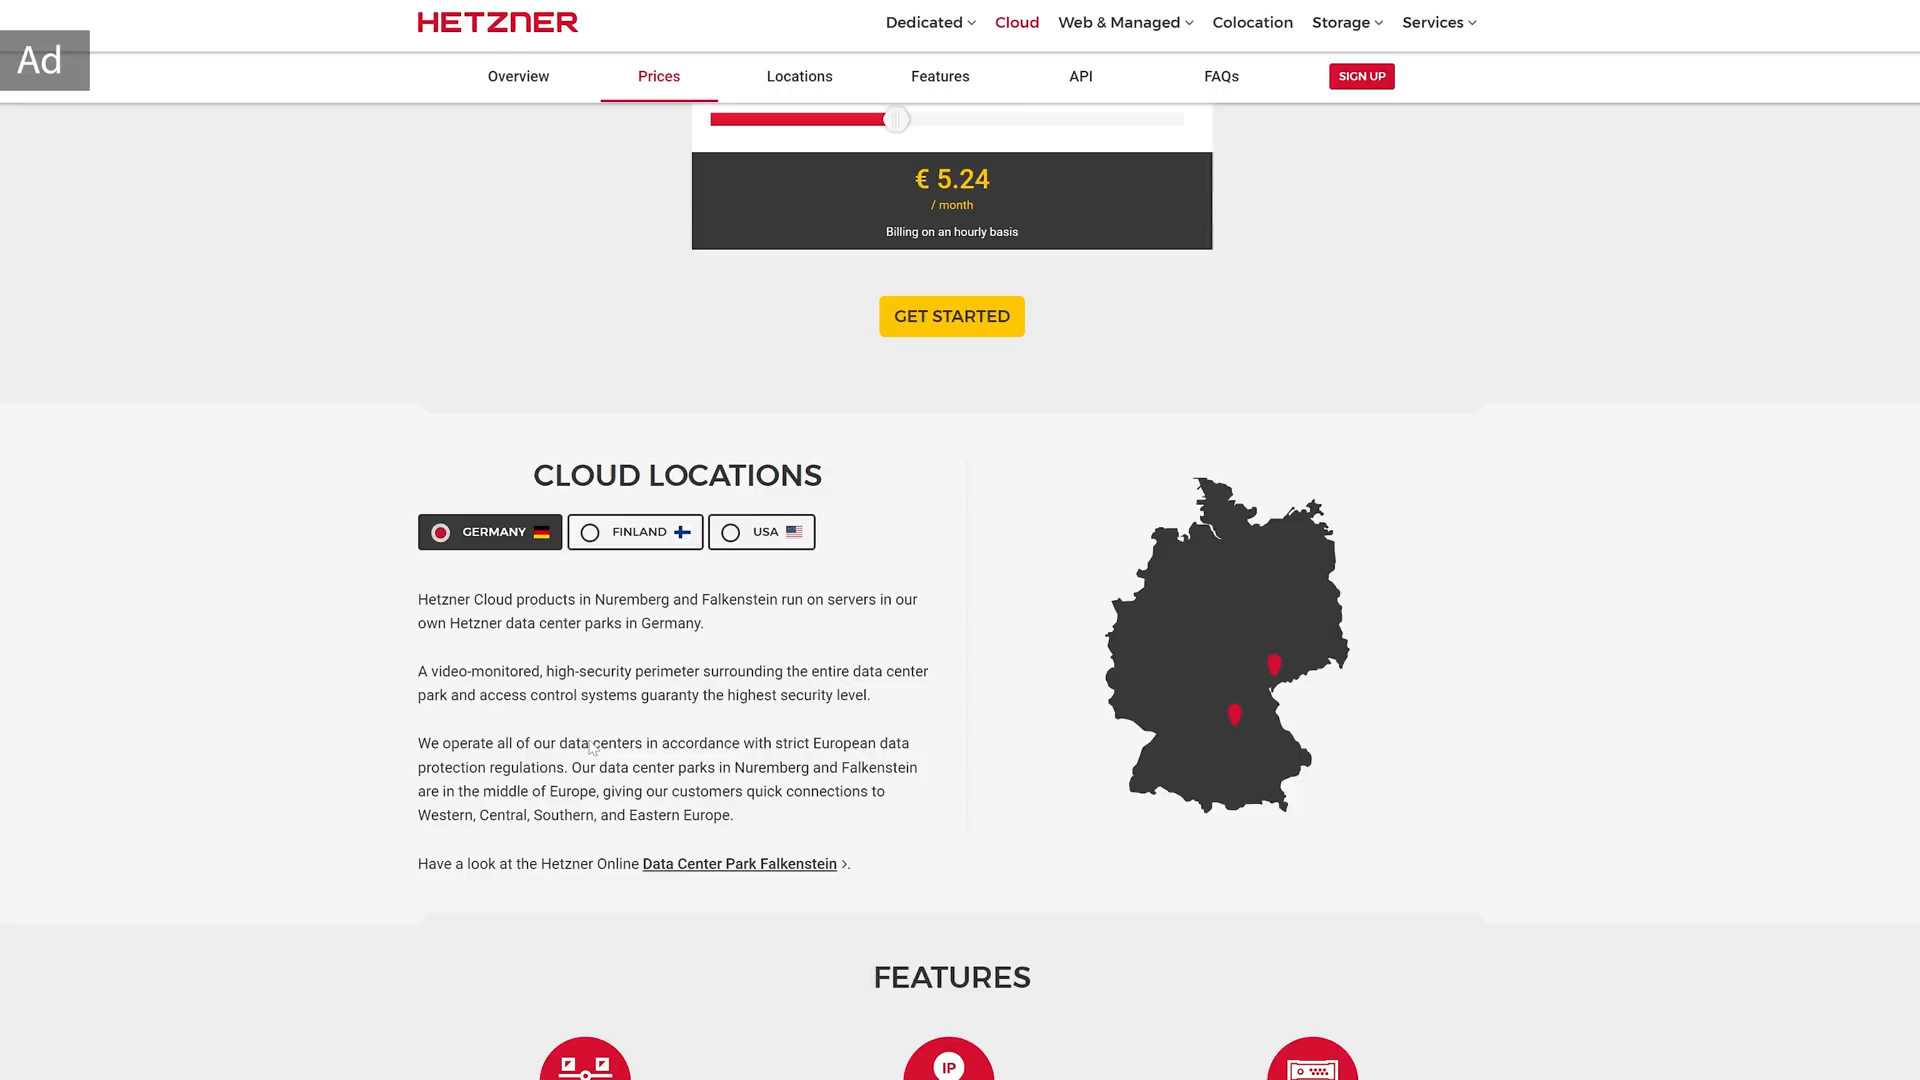 HETZNER
Dedicated Cloud Web & Managed Colocation Storage Services
Ad
Overview Prices Locations Features API FAQs SIGN UP
€ 5.24
/ month
Billing on an hourly basis
GET STARTED
CLOUD LOCATIONS
GERMANY FINLAND USA
Hetzner Cloud products in Nuremberg and Falkenstein run on servers in our
own Hetzner data center parks in Germany.
A video-monitored, high-security perimeter surrounding the entire data center
park and access control systems guaranty the highest security level.
We operate all of our data centers in accordance with strict European data
protection regulations. Our data center parks in Nuremberg and Falkenstein
are in the middle of Europe, giving our customers quick connections to
Western, Central, Southern, and Eastern Europe.
Have a look at the Hetzner Online Data Center Park Falkenstein >.
FEATURES
IP